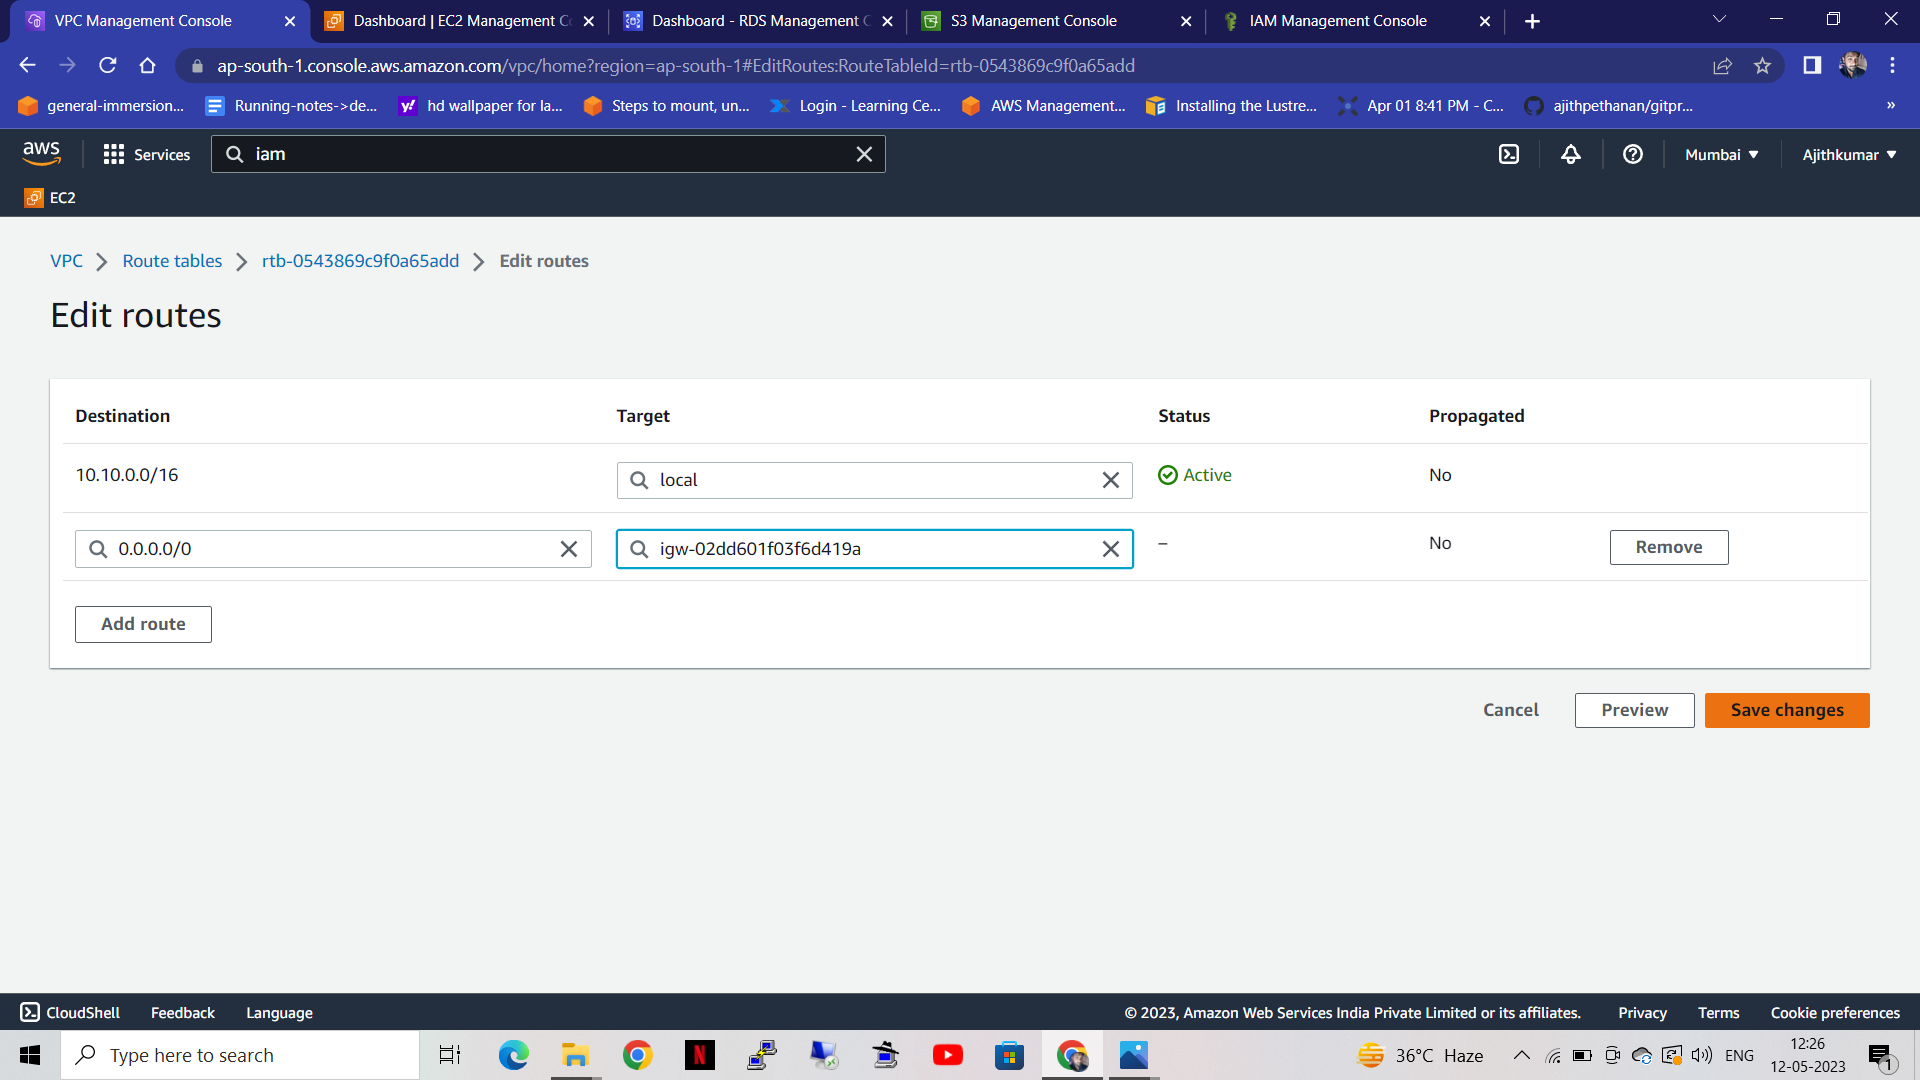 VPC Management Console
Dashboard | EC2 Management C
Dashboard - RDS Management C
S3 Management Console
IAM Management Console
ap-south-1.console.aws.amazon.com/vpc/home?region=ap-south-1#EditRoutes:RouteTableId=rtb-0543869c9f0a65add
general-immersion...
Running-notes->de...
hd wallpaper for la...
Steps to mount, un...
Login - Learning Ce...
AWS Management...
Installing the Lustre...
Apr 01 8:41 PM - C...
ajithpethanan/gitpr...
»
aws
Services
iam
Mumbai
Ajithkumar
EC2
VPC
Route tables
rtb-0543869c9f0a65add
Edit routes
Edit routes
Destination Target Status Propagated
10.10.0.0/16 local Active No
0.0.0.0/0 igw-02dd601f03f6d419a – No Remove
Add route
Cancel Preview Save changes
CloudShell Feedback Language
© 2023, Amazon Web Services India Private Limited or its affiliates. Privacy Terms Cookie preferences
Type here to search
36°C Haze
ENG
12:26
12-05-2023
1